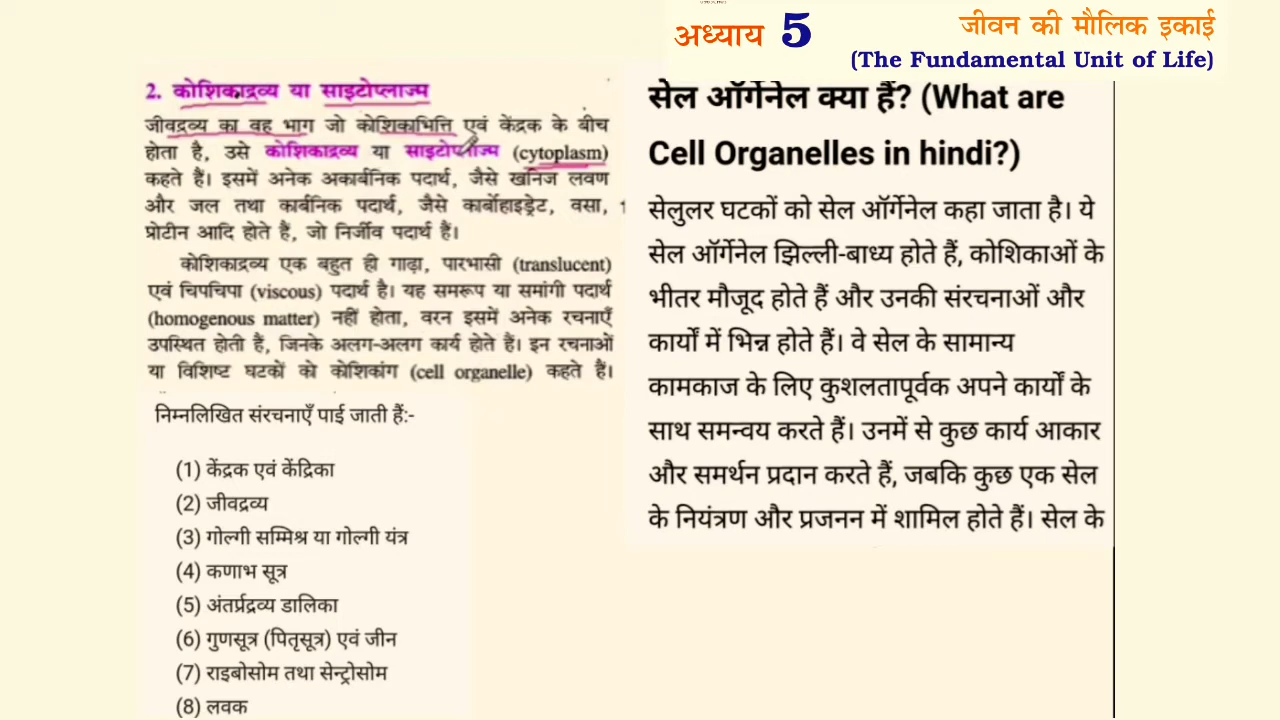 अध्याय 5
जीवन की मौलिक इकाई
(The Fundamental Unit of Life)
2. कोशिकाद्रव्य या साइटोप्लाज्म
जीवद्रव्य का वह भाग जो कोशिकाभित्ति एवं केंद्रक के बीच
होता है, उसे कोशिकाद्रव्य या साइटोप्लाज्म (cytoplasm)
कहते हैं। इसमें अनेक अकार्बनिक पदार्थ, जैसे खनिज लवण
और जल तथा कार्बनिक पदार्थ, जैसे कार्बोहाइड्रेट, वसा,
प्रोटीन आदि होते हैं, जो निर्जीव पदार्थ हैं।
कोशिकाद्रव्य एक बहुत ही गाढ़ा, पारभासी (translucent)
एवं चिपचिपा (viscous) पदार्थ है। यह समरूप या समांगी पदार्थ
(homogenous matter) नहीं होता, वरन इसमें अनेक रचनाएँ
उपस्थित होती हैं, जिनके अलग-अलग कार्य होते हैं। इन रचनाओं
या विशिष्ट घटकों को कोशिकांग (cell organelle) कहते हैं।
निम्नलिखित संरचनाएँ पाई जाती हैं:-
(1) केंद्रक एवं केंद्रिका
(2) जीवद्रव्य
(3) गोल्गी सम्मिश्र या गोल्गी यंत्र
(4) कणाभ सूत्र
(5) अंतर्प्रद्रव्य डालिका
(6) गुणसूत्र (पितृसूत्र) एवं जीन
(7) राइबोसोम तथा सेन्ट्रोसोम
(8) लवक
सेल ऑर्गेनेल क्या हैं? (What are
Cell Organelles in hindi?)
सेलुलर घटकों को सेल ऑर्गेनेल कहा जाता है। ये
सेल ऑर्गेनेल झिल्ली-बाध्य होते हैं, कोशिकाओं के
भीतर मौजूद होते हैं और उनकी संरचनाओं और
कार्यों में भिन्न होते हैं। वे सेल के सामान्य
कामकाज के लिए कुशलतापूर्वक अपने कार्यों के
साथ समन्वय करते हैं। उनमें से कुछ कार्य आकार
और समर्थन प्रदान करते हैं, जबकि कुछ एक सेल
के नियंत्रण और प्रजनन में शामिल होते हैं। सेल के